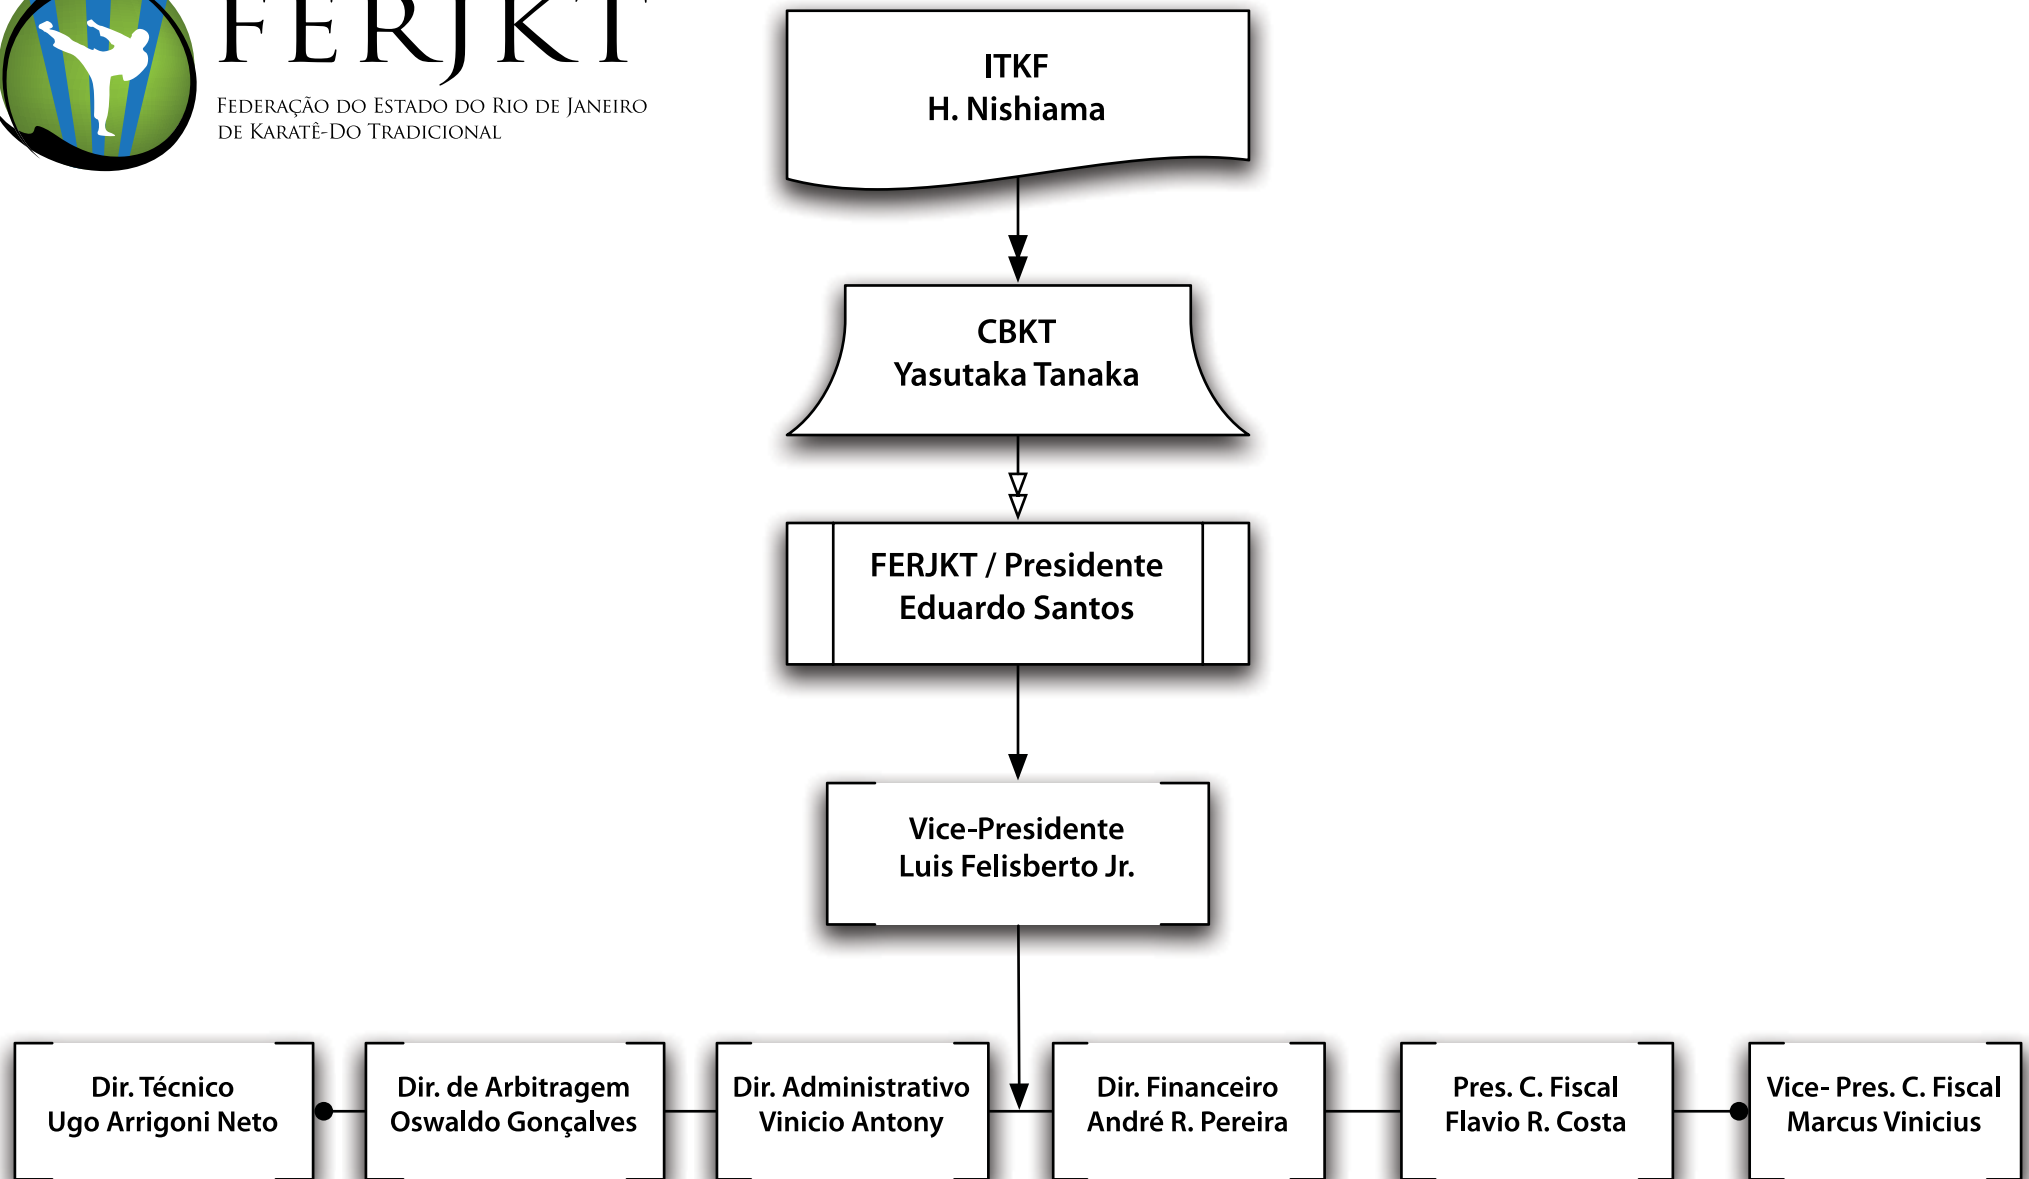 FERJKT
Federação do Estado do Rio de Janeiro
de Karatê-Do Tradicional
ITKF
H. Nishiama
CBKT
Yasutaka Tanaka
FERJKT / Presidente
Eduardo Santos
Vice-Presidente
Luis Felisberto Jr.
Dir. Técnico
Ugo Arrigoni Neto
Dir. de Arbitragem
Oswaldo Gonçalves
Dir. Administrativo
Vinicio Antony
Dir. Financeiro
André R. Pereira
Pres. C. Fiscal
Flavio R. Costa
Vice- Pres. C. Fiscal
Marcus Vinicius